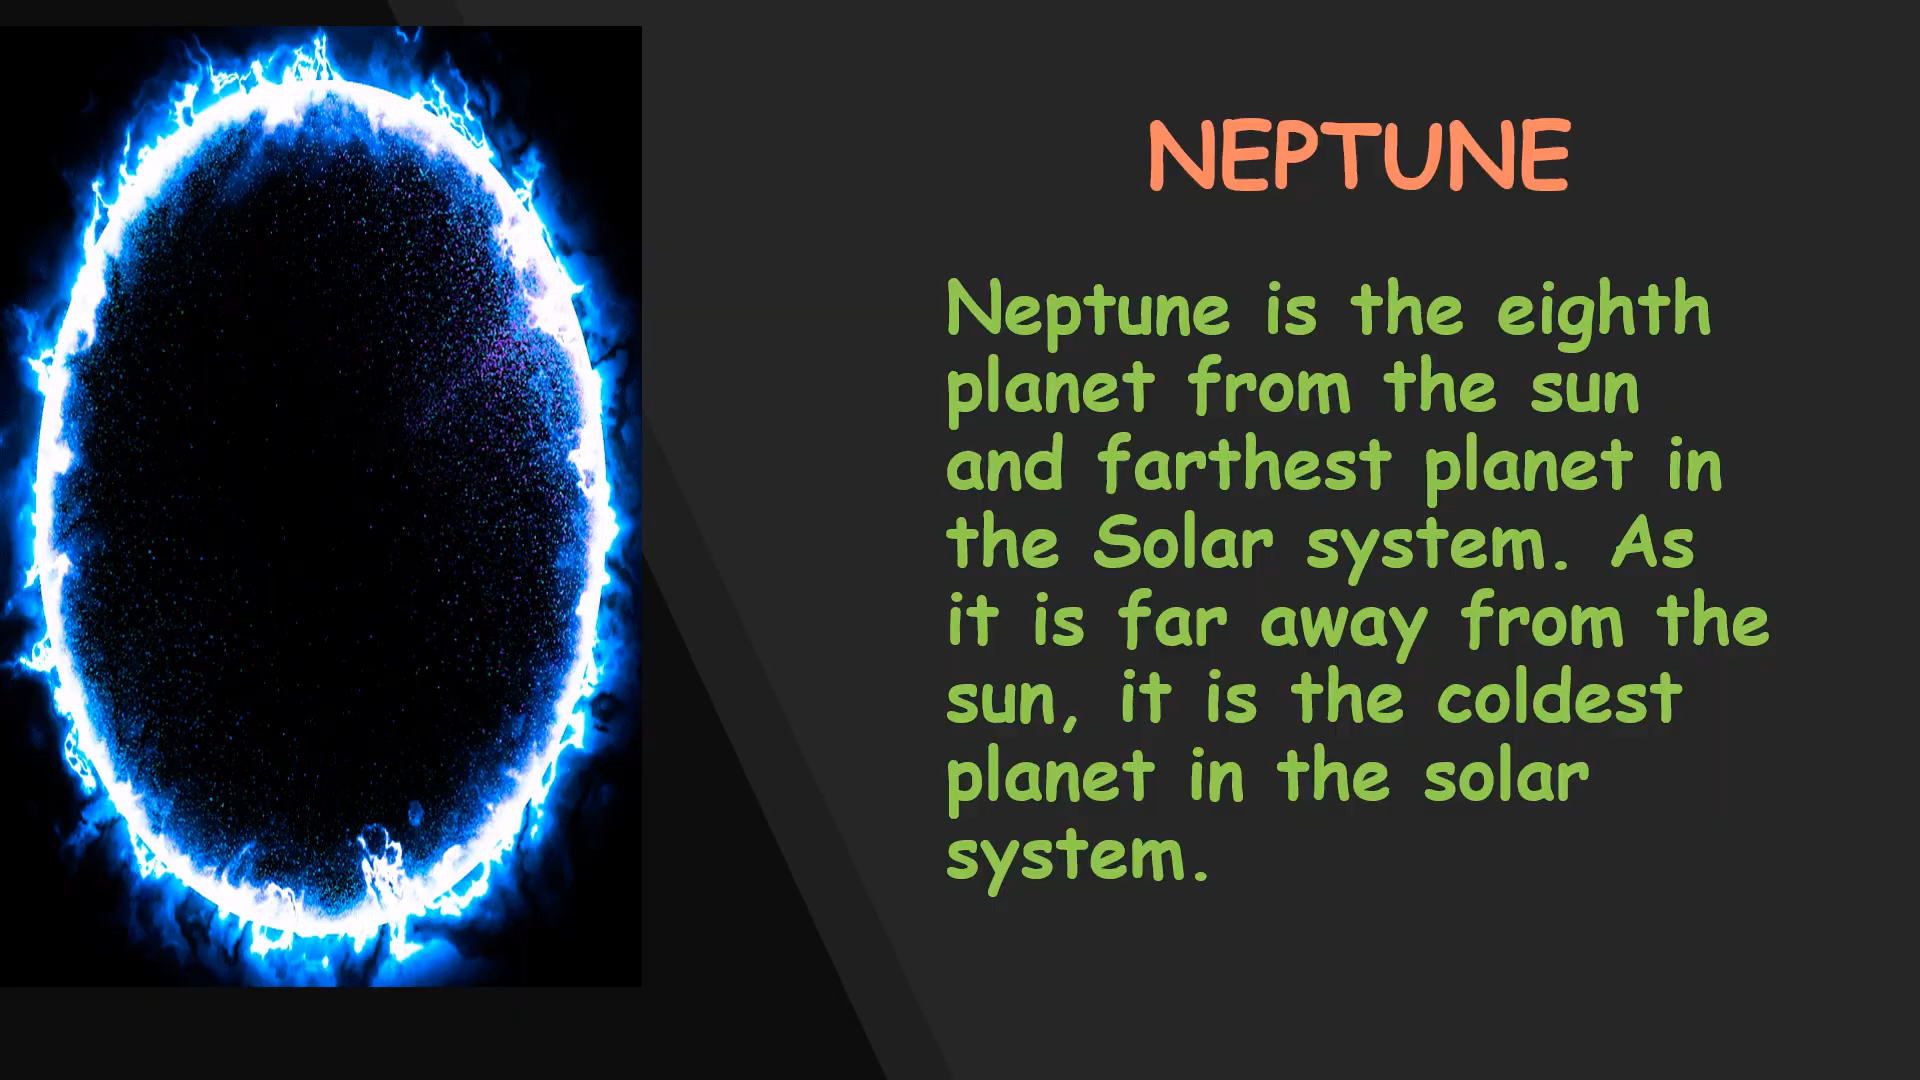 NEPTUNE
Neptune is the eighth
planet from the sun
and farthest planet in
the Solar system. As
it is far away from the
sun, it is the coldest
planet in the solar
system.